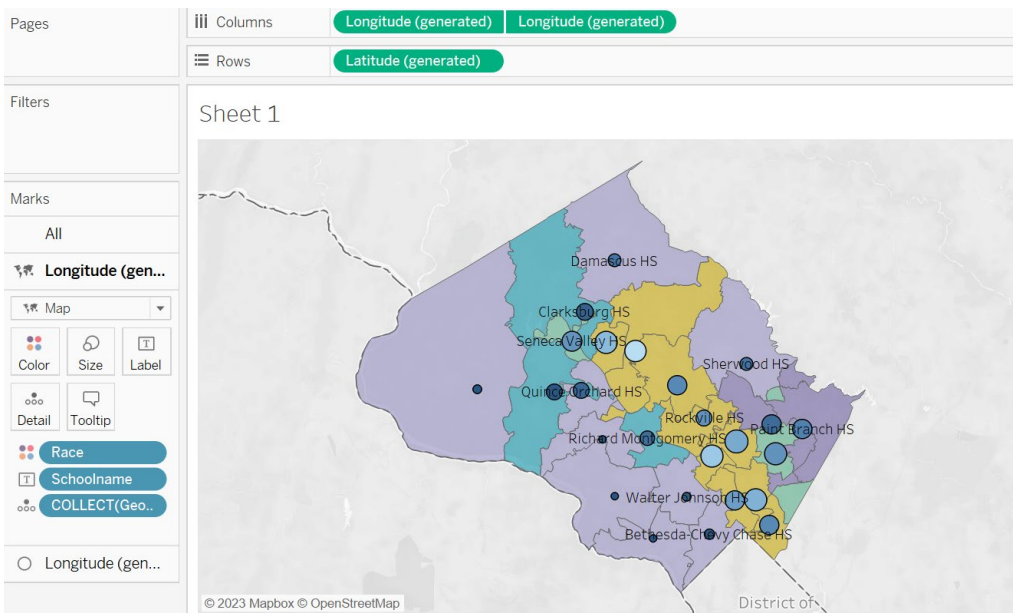 Pages
iii Columns
Longitude (generated) Longitude (generated)
Rows
Latitude (generated)
Filters
Sheet 1
Marks
All
Longitude (gen...
Map
Color
Size
Label
Detail
Tooltip
Race
Schoolname
COLLECT(Geo..
Longitude (gen...
Damascus HS
Clarksburg HS
Seneca Valley HS
Sherwood HS
Quince Orchard HS
Rockville HS
Paint Branch HS
Richard Montgomery HS
Walter Johnson HS
Bethesda-Chevy Chase HS
© 2023 Mapbox © OpenStreetMap
District of